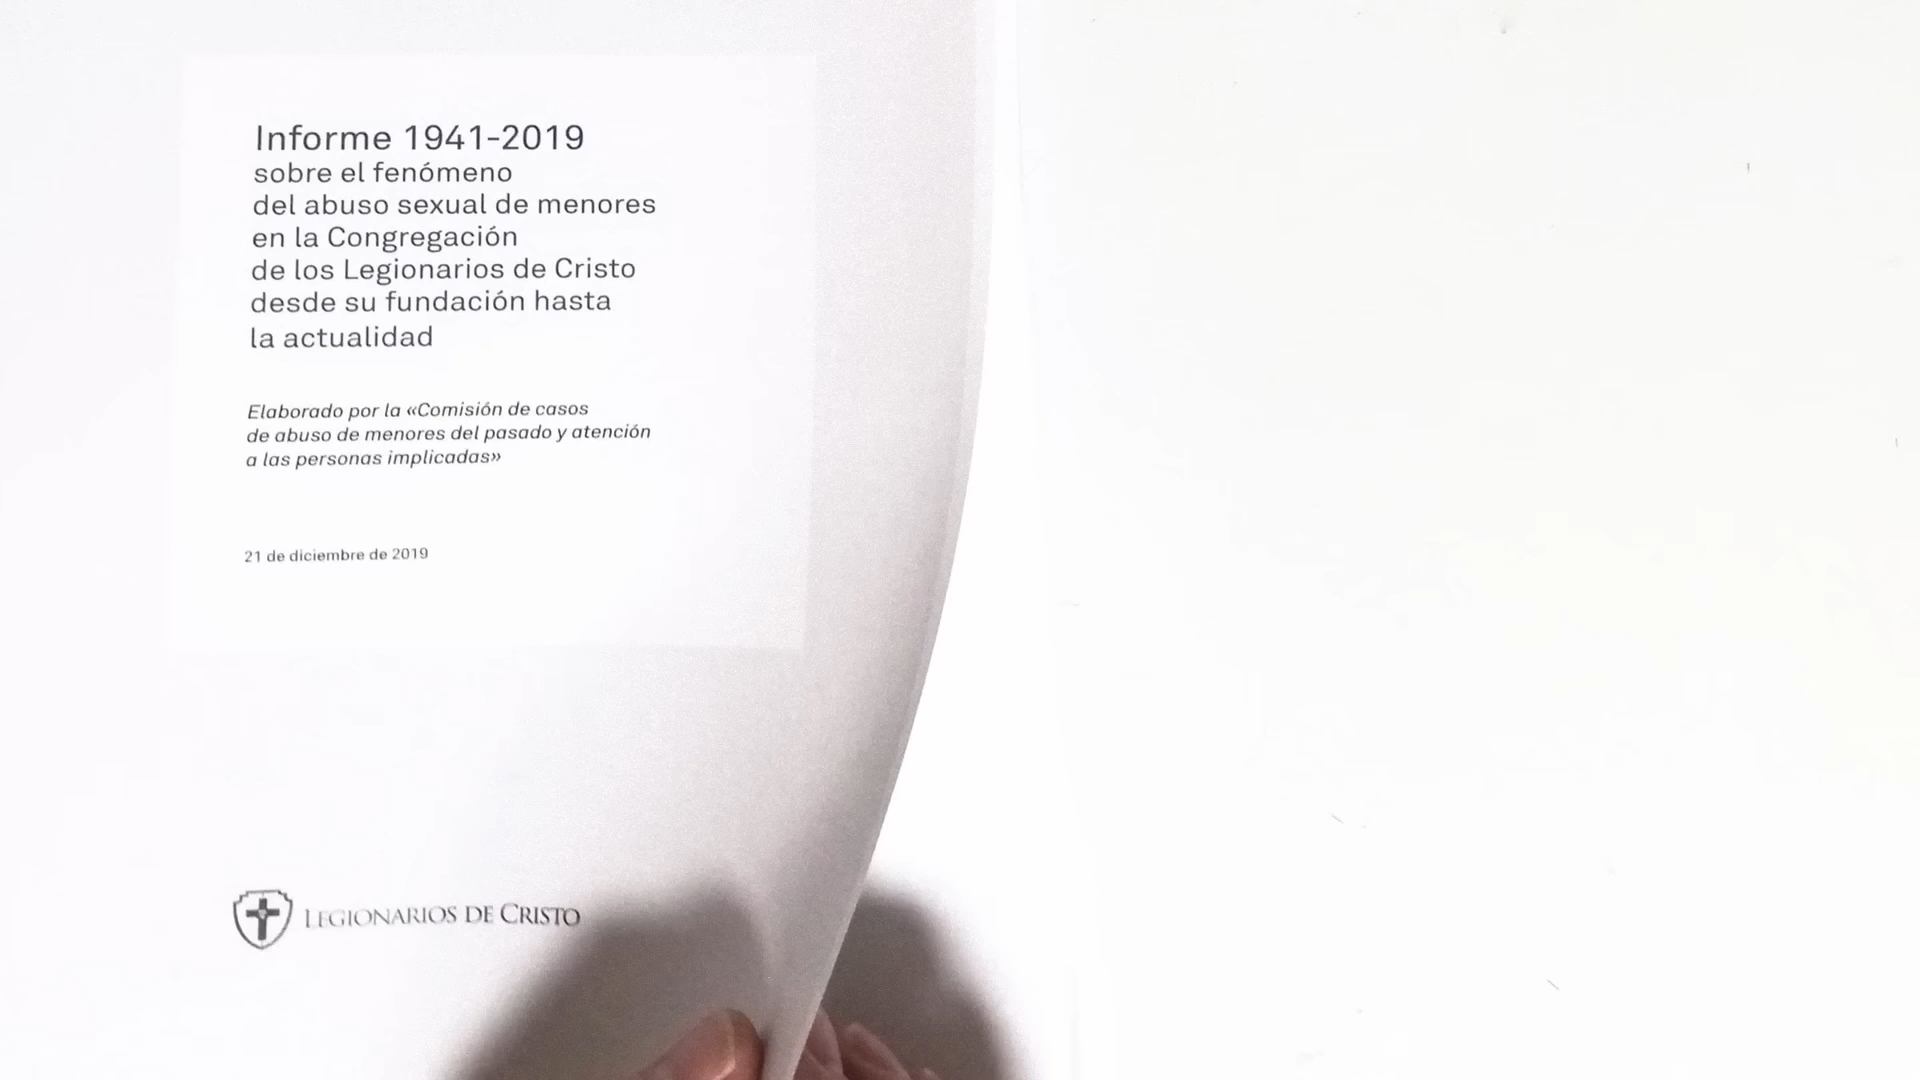 Informe 1941-2019
sobre el fenómeno
del abuso sexual de menores
en la Congregación
de los Legionarios de Cristo
desde su fundación hasta
la actualidad
Elaborado por la «Comisión de casos
de abuso de menores del pasado y atención
a las personas implicadas»
21 de diciembre de 2019
LEGIONARIOS DE CRISTO